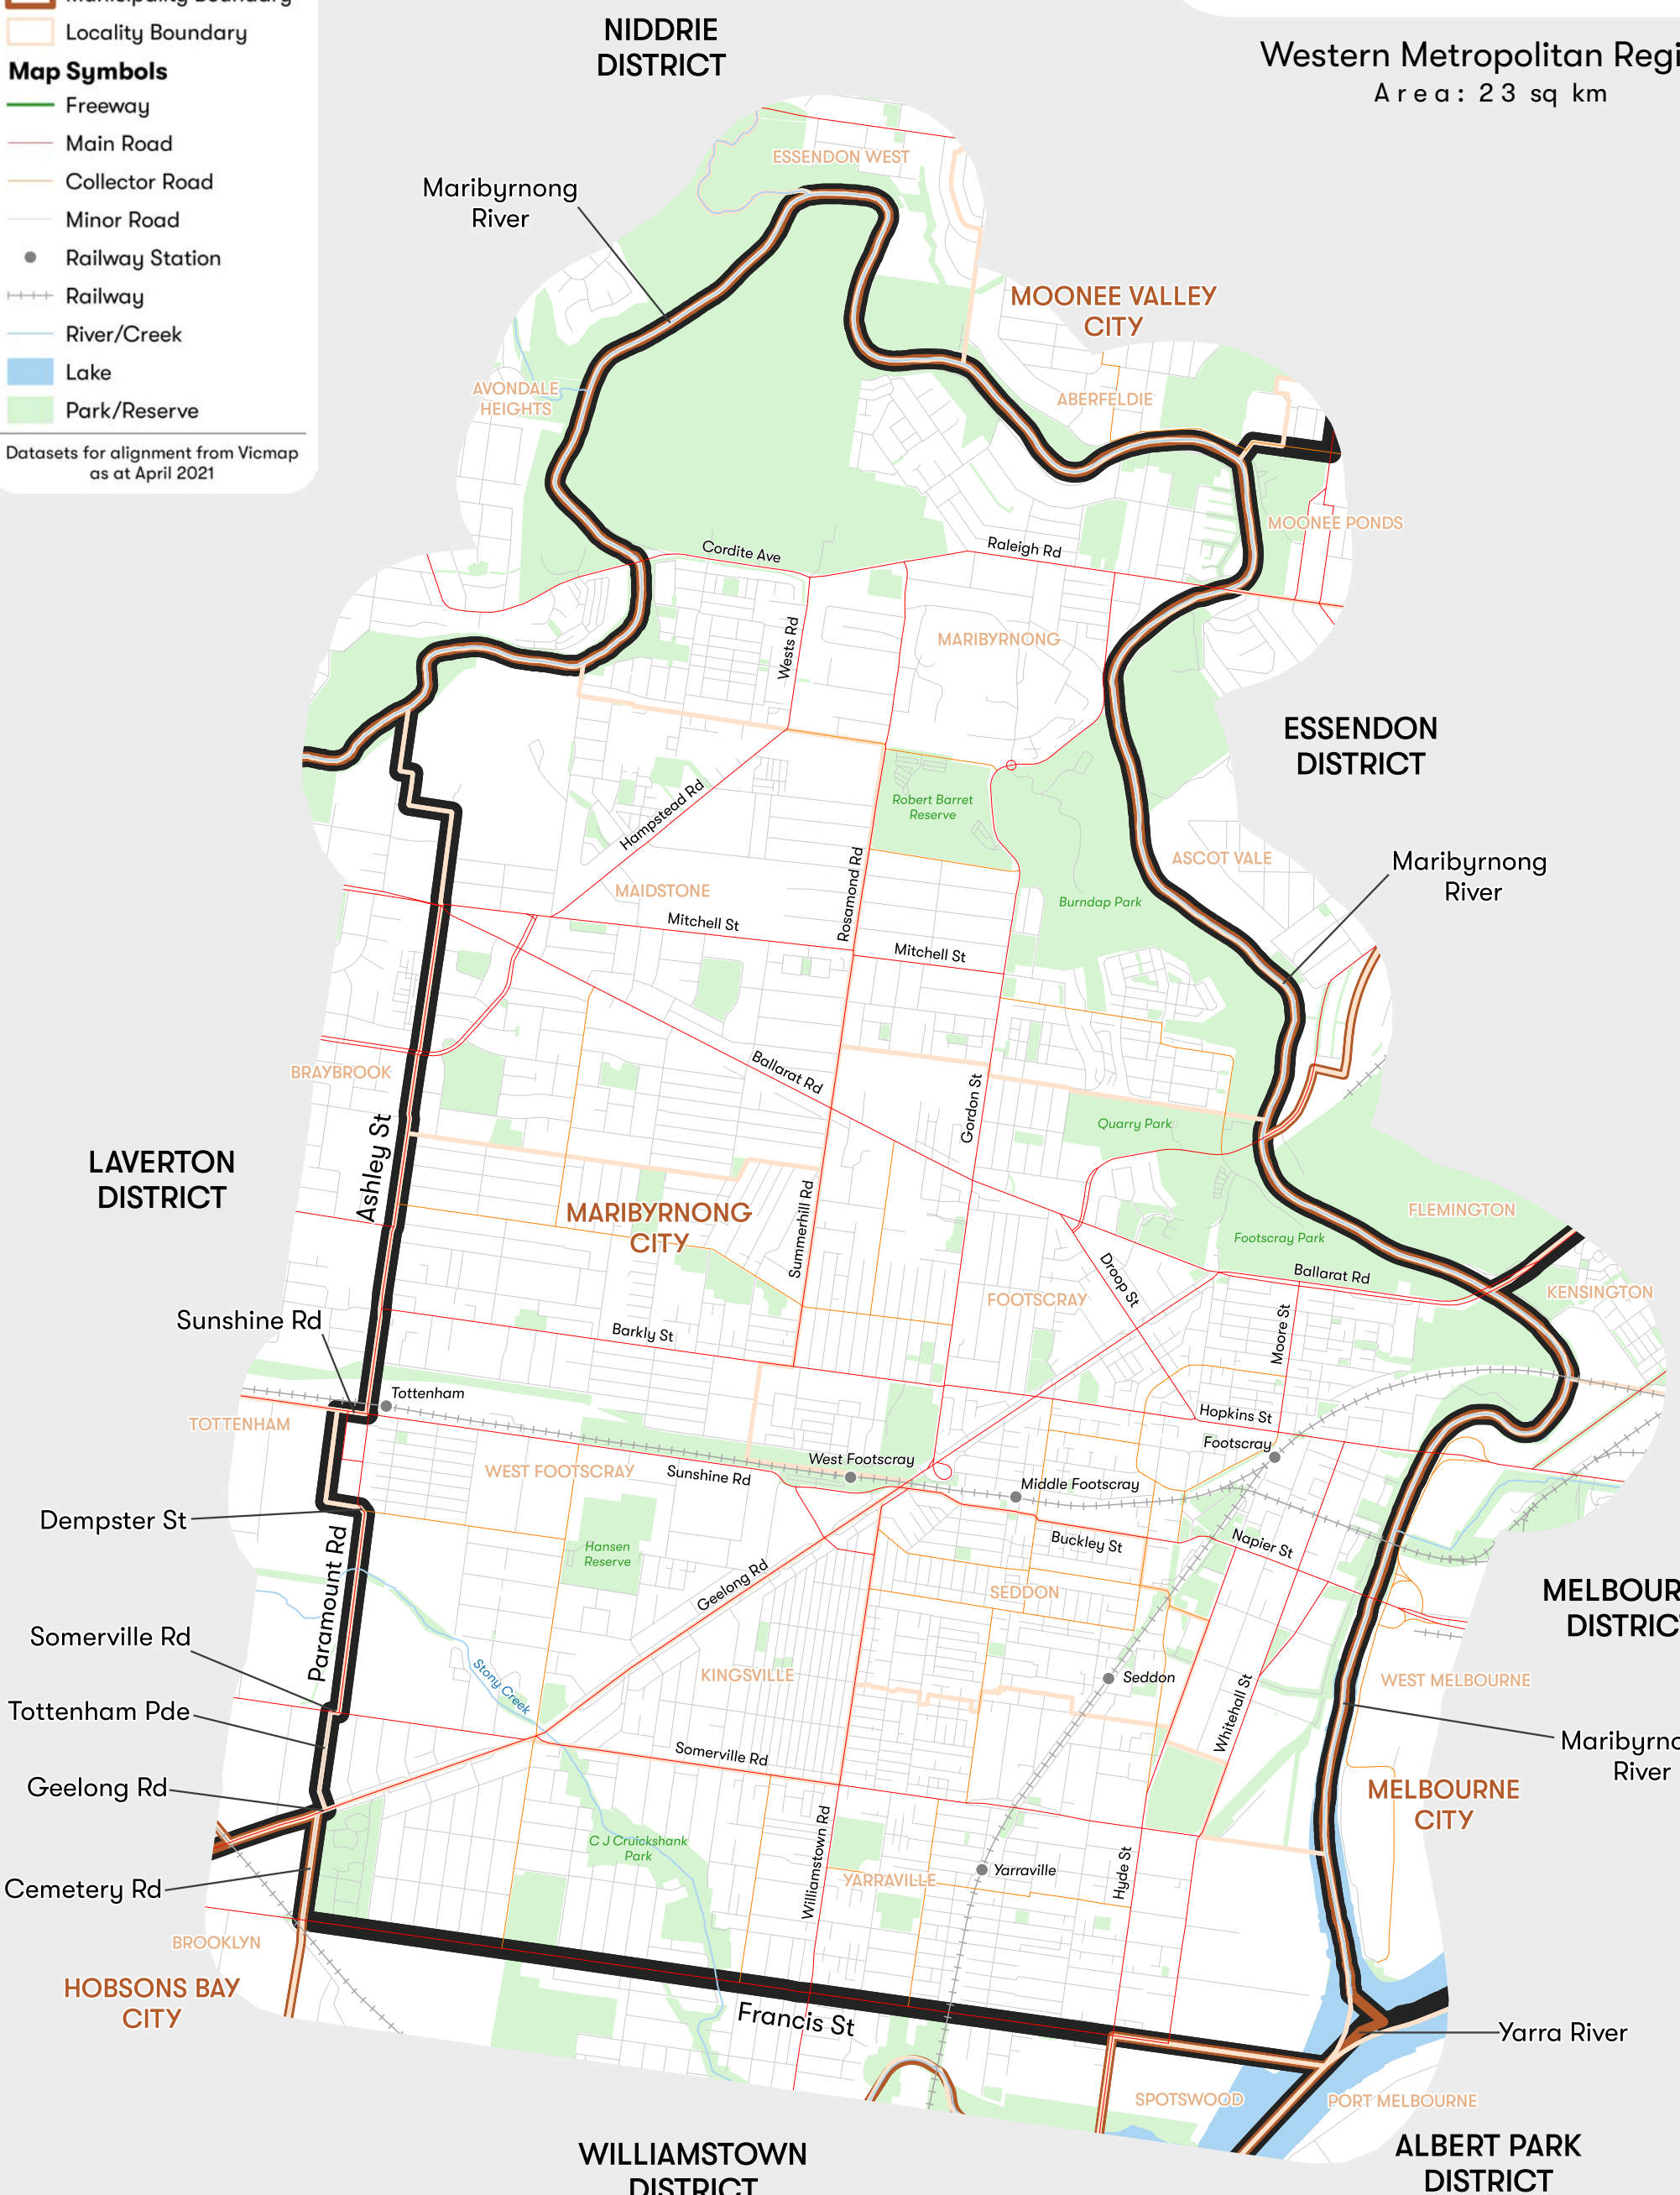 Locality Boundary
Map Symbols
Freeway
Main Road
Collector Road
Minor Road
Railway Station
Railway
River/Creek
Lake
Park/Reserve
Datasets for alignment from Vicmap
as at April 2021
NIDDRIE
DISTRICT
Western Metropolitan Regi
Area: 23 sq km
ESSENDON WEST
Maribyrnong
River
MOONEE VALLEY
CITY
AVONDALE
HEIGHTS
ABERFELDIE
MOONEE PONDS
Cordite Ave
Raleigh Rd
Wests Rd
MARIBYRNONG
ESSENDON
DISTRICT
Hampstead Rd
Robert Barret
Reserve
Rosamond Rd
ASCOT VALE
Maribyrnong
River
MAIDSTONE
Burndap Park
Mitchell St
Mitchell St
BRAYBROOK
Ballarat Rd
Gordon St
Quarry Park
LAVERTON
DISTRICT
Ashley St
MARIBYRNONG
CITY
Summerhill Rd
FLEMINGTON
Footscray Park
Droop St
Ballarat Rd
KENSINGTON
FOOTSCRAY
Sunshine Rd
Barkly St
Moore St
Tottenham
TOTTENHAM
Hopkins St
Footscray
West Footscray
WEST FOOTSCRAY
Sunshine Rd
Middle Footscray
Dempster St
Buckley St
Napier St
Hansen
Reserve
Paramount Rd
Geelong Rd
SEDDON
MELBOUR
DISTRIC
Somerville Rd
Stony Creek
KINGSVILLE
Seddon
WEST MELBOURNE
Whitehall St
Tottenham Pde
Maribyrno
River
Somerville Rd
Geelong Rd
MELBOURNE
CITY
C J Cruickshank
Park
Williamstown Rd
Yarraville
YARRAVILLE
Hyde St
Cemetery Rd
BROOKLYN
HOBSONS BAY
CITY
Francis St
Yarra River
SPOTSWOOD
PORT MELBOURNE
WILLIAMSTOWN
DISTRICT
ALBERT PARK
DISTRICT